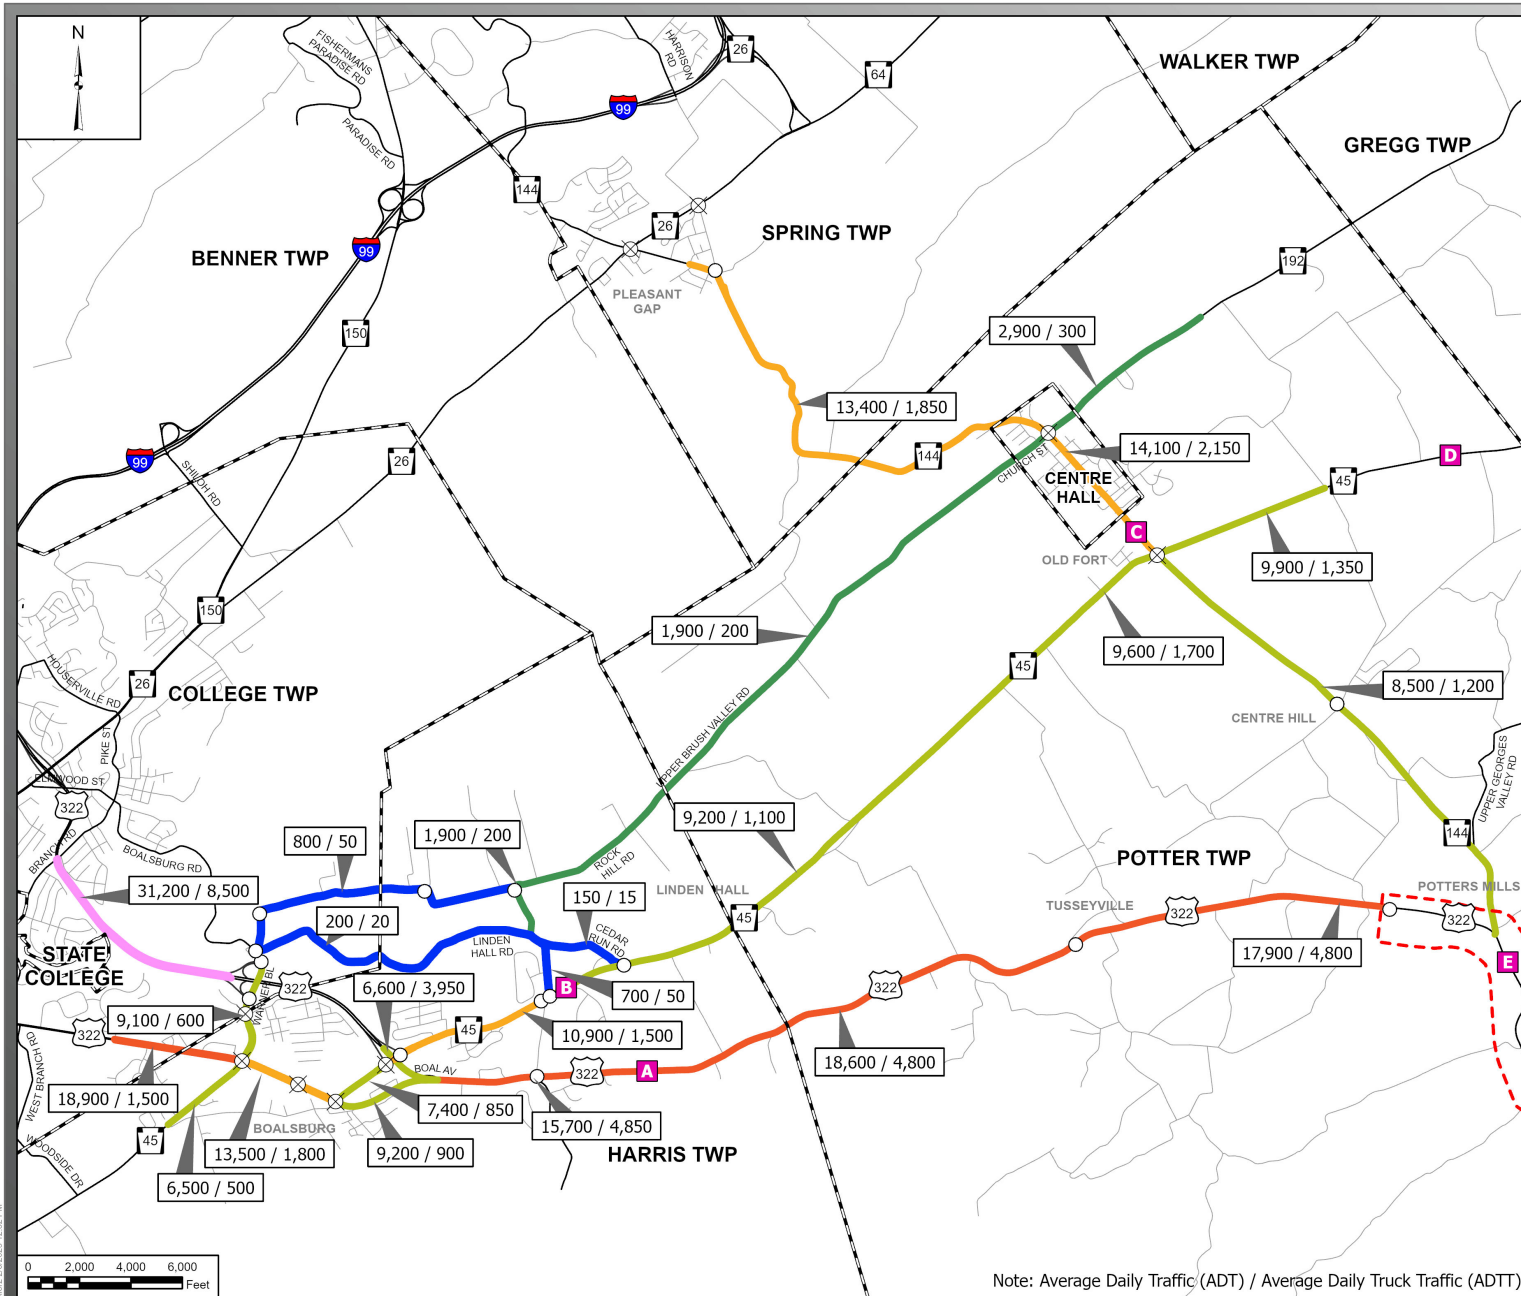 N
FISHERMANS
PARADISE RD
PARADISE RD
HARRISON
RD
26
64
99
WALKER TWP
GREGG TWP
144
26
SPRING TWP
BENNER TWP
99
192
PLEASANT
GAP
150
2,900 / 300
13,400 / 1,850
14,100 / 2,150
144
CHURCH ST
CENTRE
HALL
99
26
SHILOH RD
D
45
C
OLD FORT
9,900 / 1,350
150
1,900 / 200
9,600 / 1,700
45
HOUSERVILLE RD
26
COLLEGE TWP
8,500 / 1,200
CENTRE HILL
PIKE ST
UPPER BRUSH VALLEY RD
ELMWOOD ST
322
UPPER GEORGES
VALLEY RD
9,200 / 1,100
144
BRANCH RD
BOALSBURG RD
800 / 50
1,900 / 200
ROCK
HILL RD
POTTER TWP
31,200 / 8,500
150 / 15
LINDEN HALL
POTTERS MILLS
200 / 20
45
TUSSEYVILLE
322
322
STATE
COLLEGE
LINDEN
HALL RD
CEDAR
RUN RD
17,900 / 4,800
E
WARNER BL
322
6,600 / 3,950
B
700 / 50
322
9,100 / 600
45
10,900 / 1,500
322
18,600 / 4,800
WEST BRANCH RD
BOAL AV
322
A
18,900 / 1,500
7,400 / 850
15,700 / 4,850
BOALSBURG
45
13,500 / 1,800
9,200 / 900
HARRIS TWP
WOODSIDE DR
6,500 / 500
0 2,000 4,000 6,000
Feet
Note: Average Daily Traffic (ADT) / Average Daily Truck Traffic (ADTT)